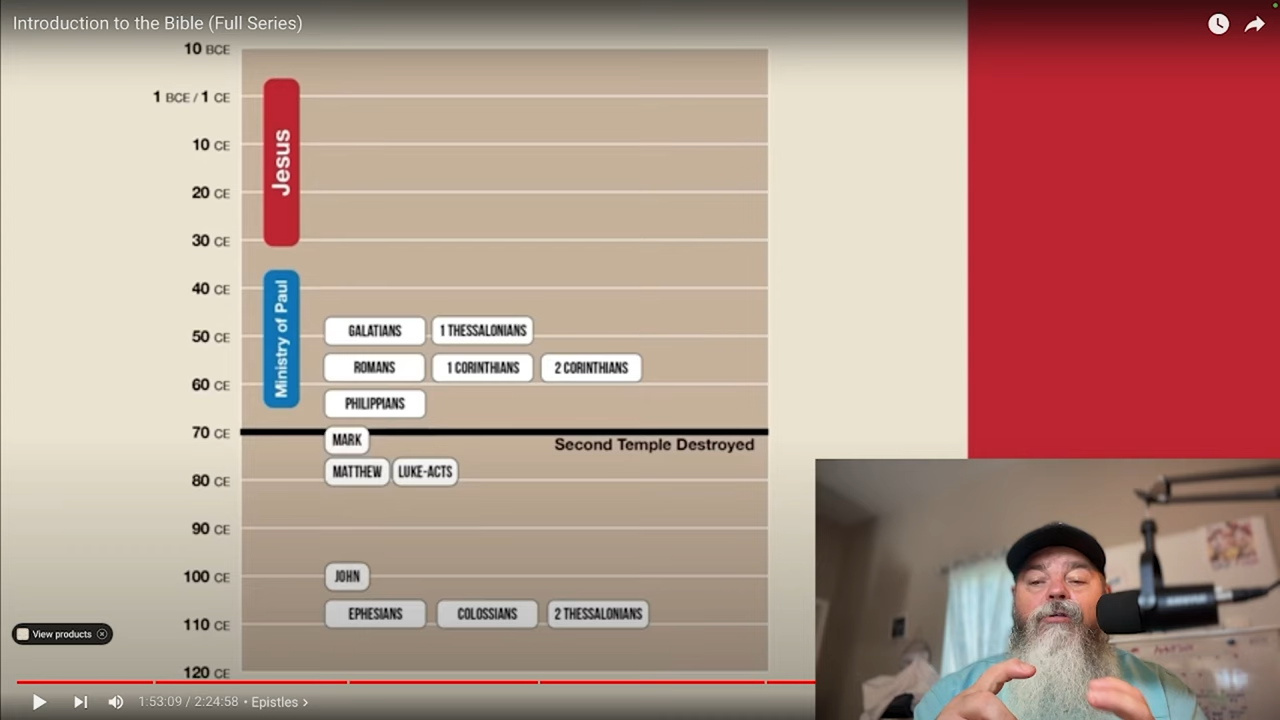 Introduction to the Bible (Full Series)
10 BCE
1 BCE / 1 CE
10 CE
20 CE
30 CE
40 CE
50 CE
60 CE
70 CE
80 CE
90 CE
100 CE
110 CE
120 CE
Jesus
Ministry of Paul
GALATIANS 1 THESSALONIANS
ROMANS 1 CORINTHIANS 2 CORINTHIANS
PHILIPPIANS
MARK
Second Temple Destroyed
MATTHEW LUKE-ACTS
JOHN
EPHESIANS COLOSSIANS 2 THESSALONIANS
View products
1:53:09 / 2:24:58 • Epistles >